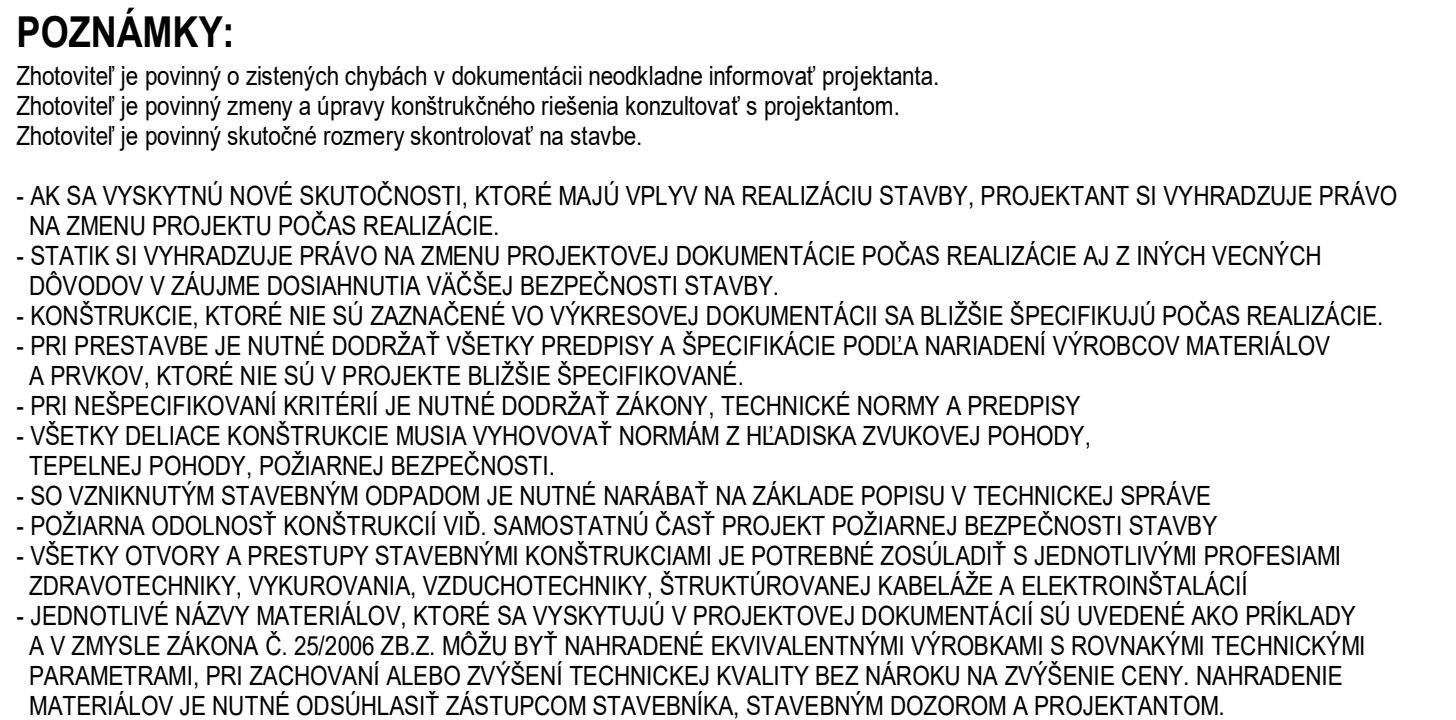 POZNÁMKY:
Zhotoviteľ je povinný o zistených chybách v dokumentácii neodkladne informovať projektanta.
Zhotoviteľ je povinný zmeny a úpravy konštrukčného riešenia konzultovať s projektantom.
Zhotoviteľ je povinný skutočné rozmery skontrolovať na stavbe.
- AK SA VYSKYTNÚ NOVÉ SKUTOČNOSTI, KTORÉ MAJÚ VPLYV NA REALIZÁCIU STAVBY, PROJEKTANT SI VYHRADZUJE PRÁVO
NA ZMENU PROJEKTU POČAS REALIZÁCIE.
- STATIK SI VYHRADZUJE PRÁVO NA ZMENU PROJEKTOVEJ DOKUMENTÁCIE POČAS REALIZÁCIE AJ Z INÝCH VECNÝCH
DÔVODOV V ZÁUJME DOSIAHNUTIA VÄČŠEJ BEZPEČNOSTI STAVBY.
- KONŠTRUKCIE, KTORÉ NIE SÚ ZAZNAČENÉ VO VÝKRESOVEJ DOKUMENTÁCII SA BLIŽŠIE ŠPECIFIKUJÚ POČAS REALIZÁCIE.
- PRI PRESTAVBE JE NUTNÉ DODRŽAŤ VŠETKY PREDPISY A ŠPECIFIKÁCIE PODĽA NARIADENÍ VÝROBCOV MATERIÁLOV
A PRVKOV, KTORÉ NIE SÚ V PROJEKTE BLIŽŠIE ŠPECIFIKOVANÉ.
- PRI NEŠPECIFIKOVANÍ KRITÉRIÍ JE NUTNÉ DODRŽAŤ ZÁKONY, TECHNICKÉ NORMY A PREDPISY
- VŠETKY DELIACE KONŠTRUKCIE MUSIA VYHOVOVAŤ NORMÁM Z HĽADISKA ZVUKOVEJ POHODY,
TEPELNEJ POHODY, POŽIARNEJ BEZPEČNOSTI.
- SO VZNIKNUTÝM STAVEBNÝM ODPADOM JE NUTNÉ NARÁBAŤ NA ZÁKLADE POPISU V TECHNICKEJ SPRÁVE
- POŽIARNA ODOLNOSŤ KONŠTRUKCIÍ VIĎ. SAMOSTATNÚ ČASŤ PROJEKT POŽIARNEJ BEZPEČNOSTI STAVBY
- VŠETKY OTVORY A PRESTUPY STAVEBNÝMI KONŠTRUKCIAMI JE POTREBNÉ ZOSÚLADIŤ S JEDNOTLIVÝMI PROFESIAMI
ZDRAVOTECHNIKY, VYKUROVANIA, VZDUCHOTECHNIKY, ŠTRUKTÚROVANEJ KABELÁŽE A ELEKTROINŠTALÁCIÍ
- JEDNOTLIVÉ NÁZVY MATERIÁLOV, KTORÉ SA VYSKYTUJÚ V PROJEKTOVEJ DOKUMENTÁCIÍ SÚ UVEDENÉ AKO PRÍKLADY
A V ZMYSLE ZÁKONA Č. 25/2006 ZB.Z. MÔŽU BYŤ NAHRADENÉ EKVIVALENTNÝMI VÝROBKAMI S ROVNAKÝMI TECHNICKÝMI
PARAMETRAMI, PRI ZACHOVANÍ ALEBO ZVÝŠENÍ TECHNICKEJ KVALITY BEZ NÁROKU NA ZVÝŠENIE CENY. NAHRADENIE
MATERIÁLOV JE NUTNÉ ODSÚHLASIŤ ZÁSTUPCOM STAVEBNÍKA, STAVEBNÝM DOZOROM A PROJEKTANTOM.